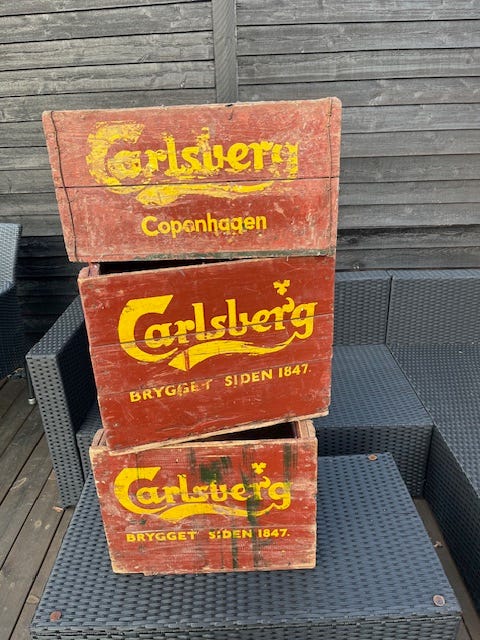 Carlsberg
Copenhagen
Carlsberg
BRYGGET SIDEN 1847.
Carlsberg
BRYGGET SIDEN 1847.